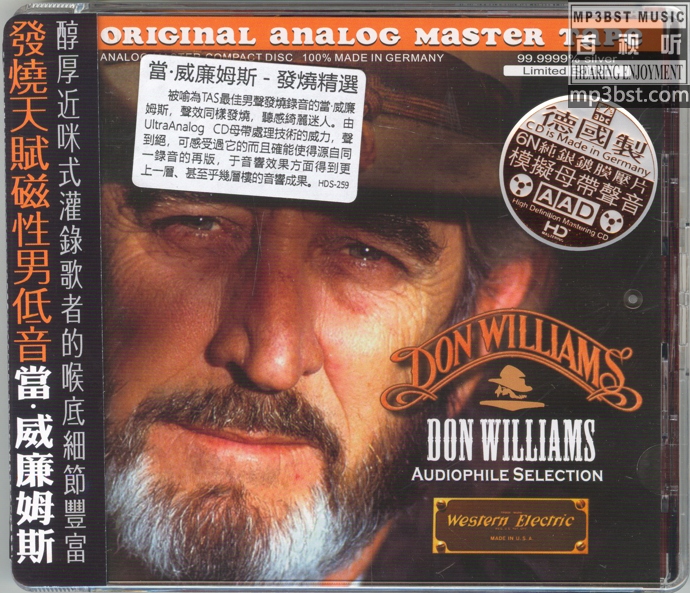 發燒天賦磁性男低音當·威廉姆斯
醇厚近咪式灌錄歌者的喉底細節豐富
ORIGINAL ANALOG MASTER
COMPACT DISC 100% MADE IN GERMANY
99.9999% silver
MP3BST MUSIC
百视听
HEARING ENJOYMENT
mp3bst.com
當·威廉姆斯 - 發燒精選
被喻為TAS最佳男聲發燒錄音的當·威廉
姆斯，聲效同樣發燒，聽感綺麗迷人。由
UltraAnalog CD母帶處理技術的威力，聲
到絕，可感受過它的而且確能使得源自同
一錄音的再版，于音響效果方面得到更
上一層、甚至乎幾層樓的音響成果。HDS-259
德國製
CD is Made in Germany
6N純銀鍍膜壓片
模擬母帶聲音
AAD
High Definition Mastering CD
HD
DON WILLIAMS
DON WILLIAMS
AUDIOPHILE SELECTION
Western Electric
MADE IN U.S.A.